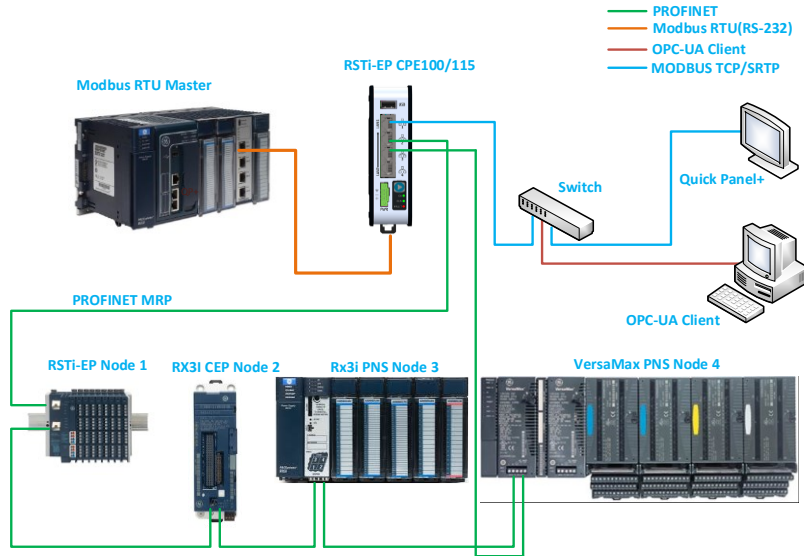 PROFINET
Modbus RTU(RS-232)
OPC-UA Client
MODBUS TCP/SRTP
Modbus RTU Master
RSTi-EP CPE100/115
Switch
Quick Panel+
OPC-UA Client
PROFINET MRP
RSTi-EP Node 1
RX3I CEP Node 2
Rx3i PNS Node 3
VersaMax PNS Node 4